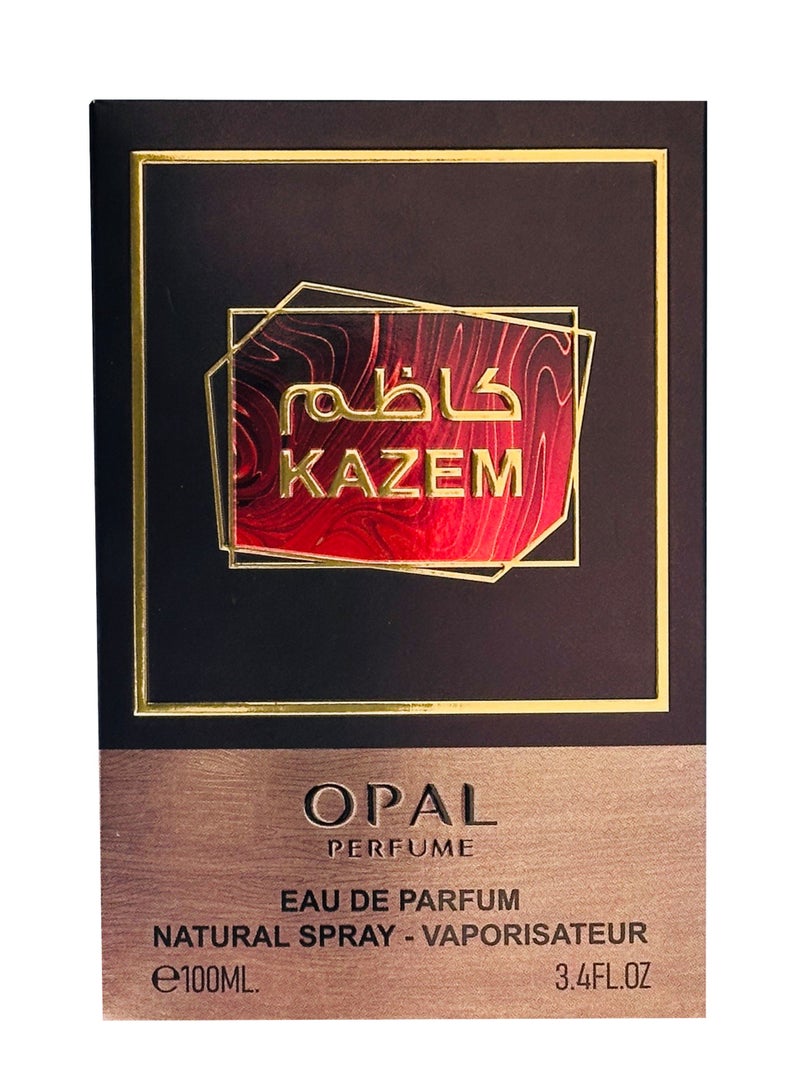 كاظم
KAZEM
OPAL
PERFUME
EAU DE PARFUM
NATURAL SPRAY - VAPORISATEUR
℮100ML.
3.4FL.OZ